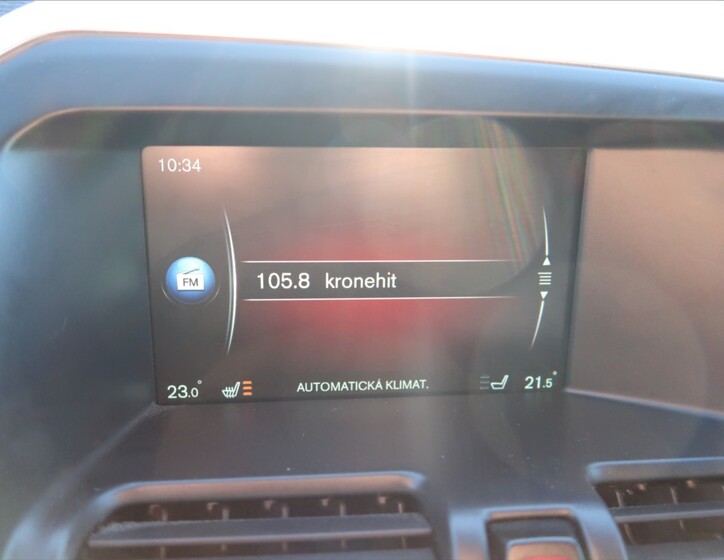 10:34
FM
105.8 kronehit
23.0°
AUTOMATICKÁ KLIMAT.
21.5°